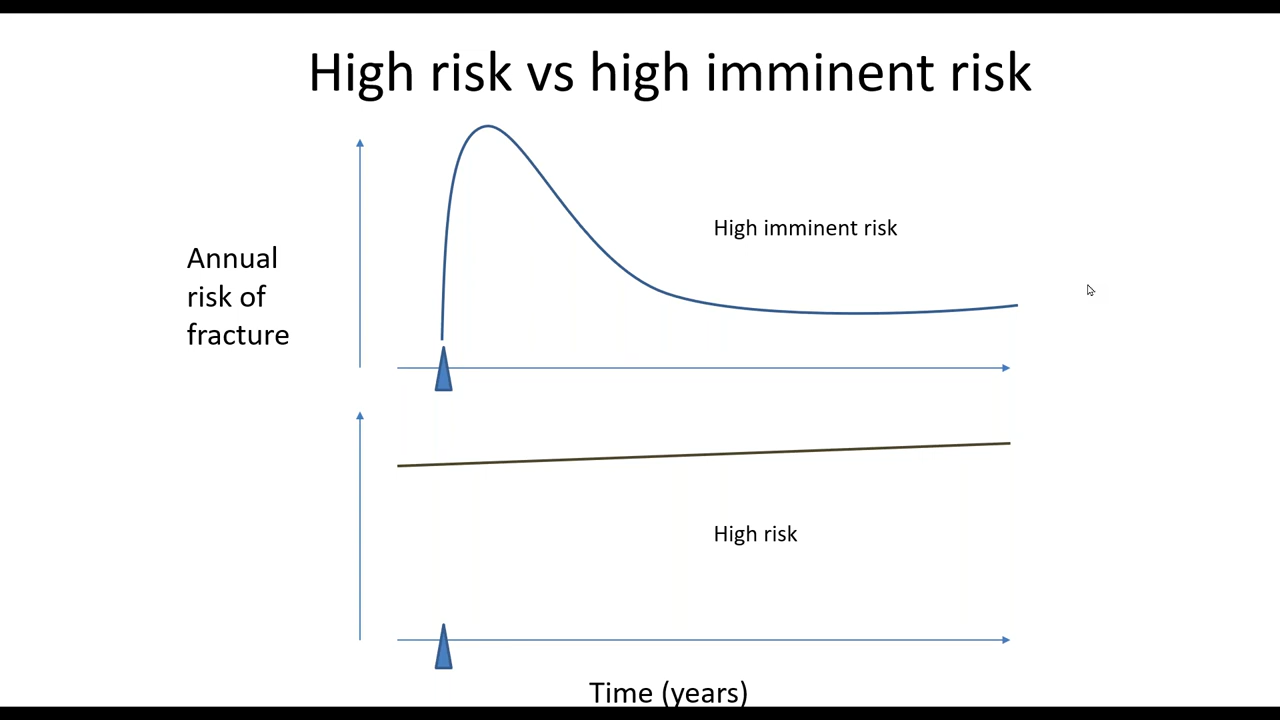 High risk vs high imminent risk
High imminent risk
Annual
risk of
fracture
High risk
Time (years)